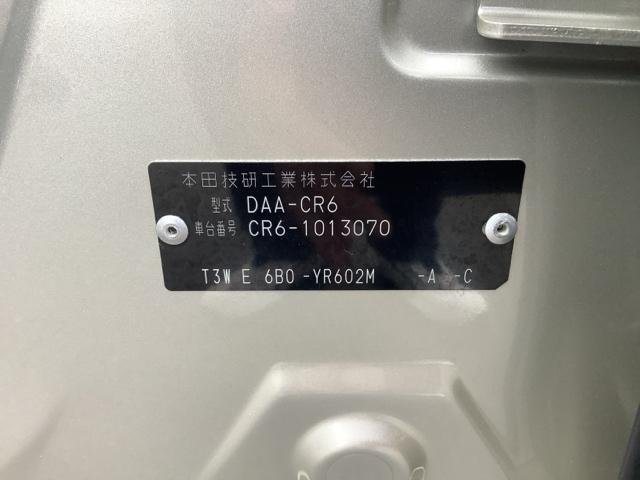 本田技研工業株式会社
型式 DAA-CR6
車台番号 CR6-1013070
T3W E 6B0 -YR602M -A -C